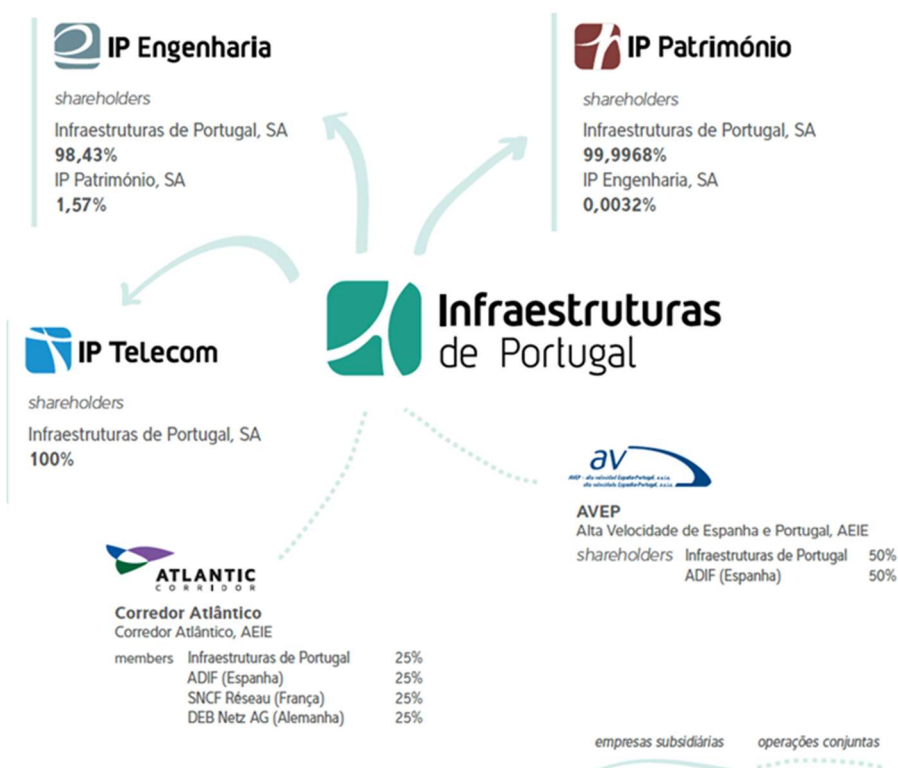 IP Engenharia
shareholders
Infraestruturas de Portugal, SA
98,43%
IP Património, SA
1,57%
IP Património
shareholders
Infraestruturas de Portugal, SA
99,9968%
IP Engenharia, SA
0,0032%
Infraestruturas
de Portugal
IP Telecom
shareholders
Infraestruturas de Portugal, SA
100%
av
AVEP
Alta Velocidade de Espanha e Portugal, AEIE
shareholders Infraestruturas de Portugal 50%
ADIF (Espanha) 50%
ATLANTIC
CORRIDOR
Corredor Atlântico
Corredor Atlântico, AEIE
members Infraestruturas de Portugal 25%
ADIF (Espanha) 25%
SNCF Réseau (França) 25%
DEB Netz AG (Alemanha) 25%
empresas subsidiárias operações conjuntas